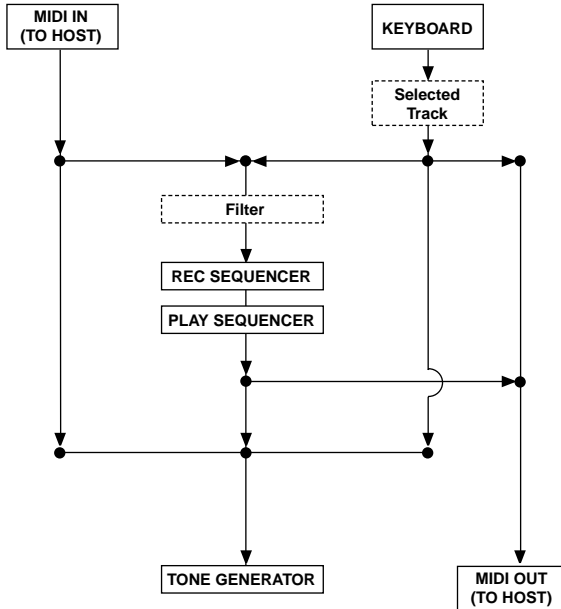 MIDI IN
(TO HOST)
KEYBOARD
Selected
Track
Filter
REC SEQUENCER
PLAY SEQUENCER
TONE GENERATOR
MIDI OUT
(TO HOST)